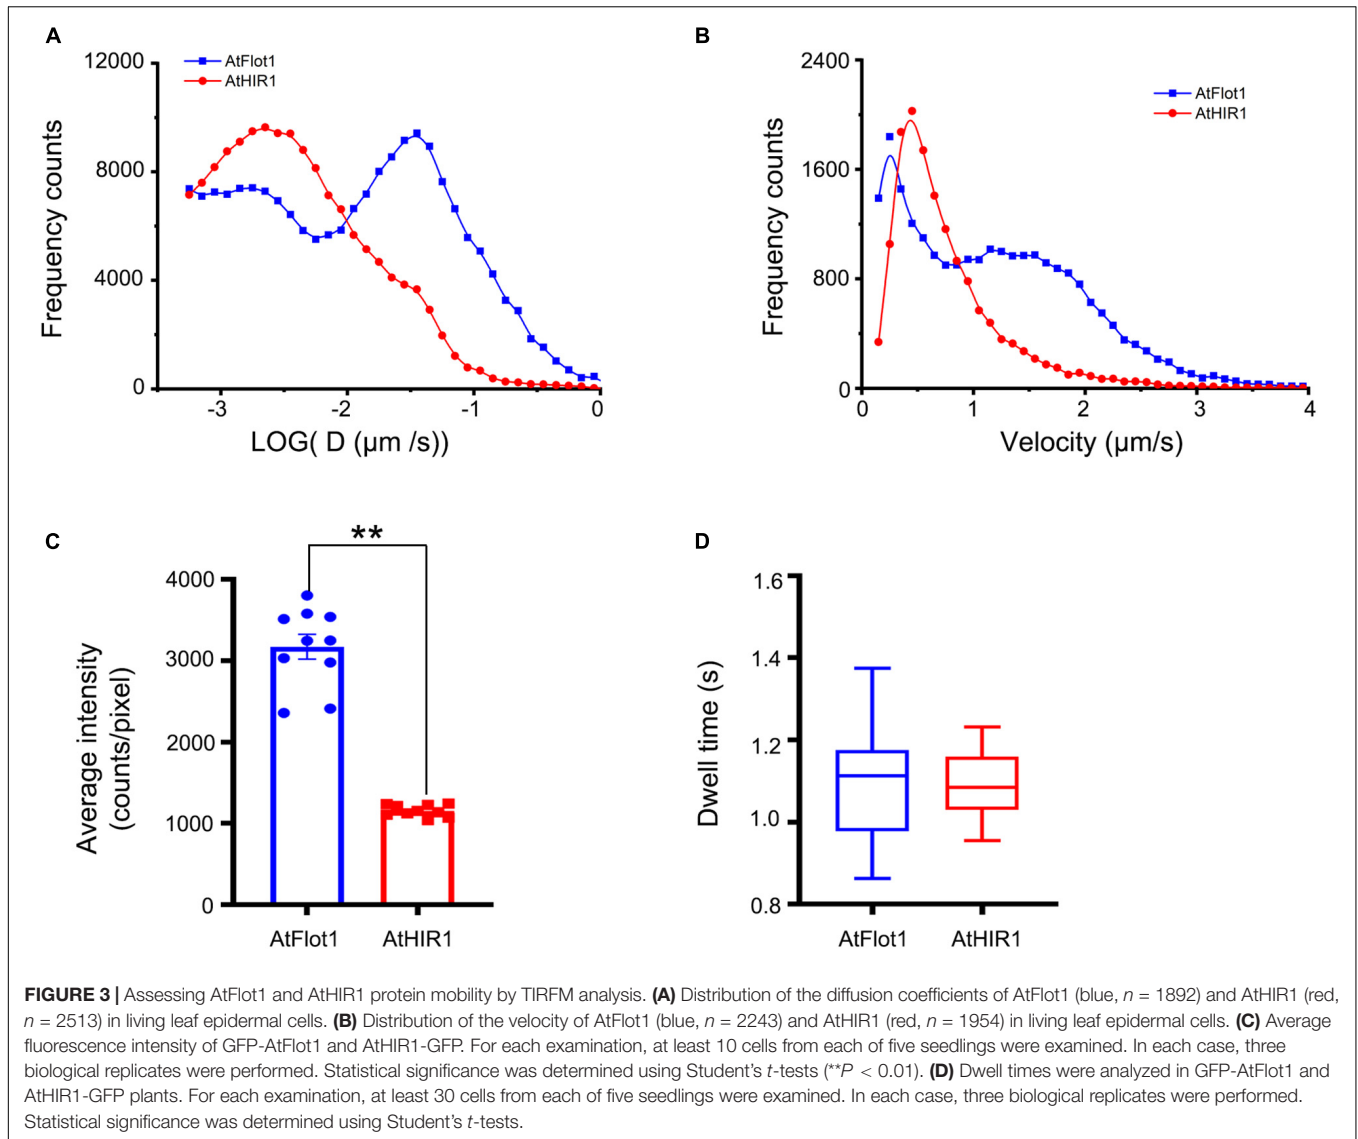 A
12000
8000
4000
0
Frequency counts
AtFlot1
AtHIR1
-3 -2 -1 0
LOG( D (µm /s))
B
2400
1600
800
0
Frequency counts
AtFlot1
AtHIR1
0 1 2 3 4
Velocity (µm/s)
C
**
4000
3000
2000
1000
0
Average intensity
(counts/pixel)
AtFlot1 AtHIR1
D
1.6
1.4
1.2
1.0
0.8
Dwell time (s)
AtFlot1 AtHIR1
FIGURE 3 | Assessing AtFlot1 and AtHIR1 protein mobility by TIRFM analysis. (A) Distribution of the diffusion coefficients of AtFlot1 (blue, n = 1892) and AtHIR1 (red,
n = 2513) in living leaf epidermal cells. (B) Distribution of the velocity of AtFlot1 (blue, n = 2243) and AtHIR1 (red, n = 1954) in living leaf epidermal cells. (C) Average
fluorescence intensity of GFP-AtFlot1 and AtHIR1-GFP. For each examination, at least 10 cells from each of five seedlings were examined. In each case, three
biological replicates were performed. Statistical significance was determined using Student's t-tests (**P < 0.01). (D) Dwell times were analyzed in GFP-AtFlot1 and
AtHIR1-GFP plants. For each examination, at least 30 cells from each of five seedlings were examined. In each case, three biological replicates were performed.
Statistical significance was determined using Student's t-tests.